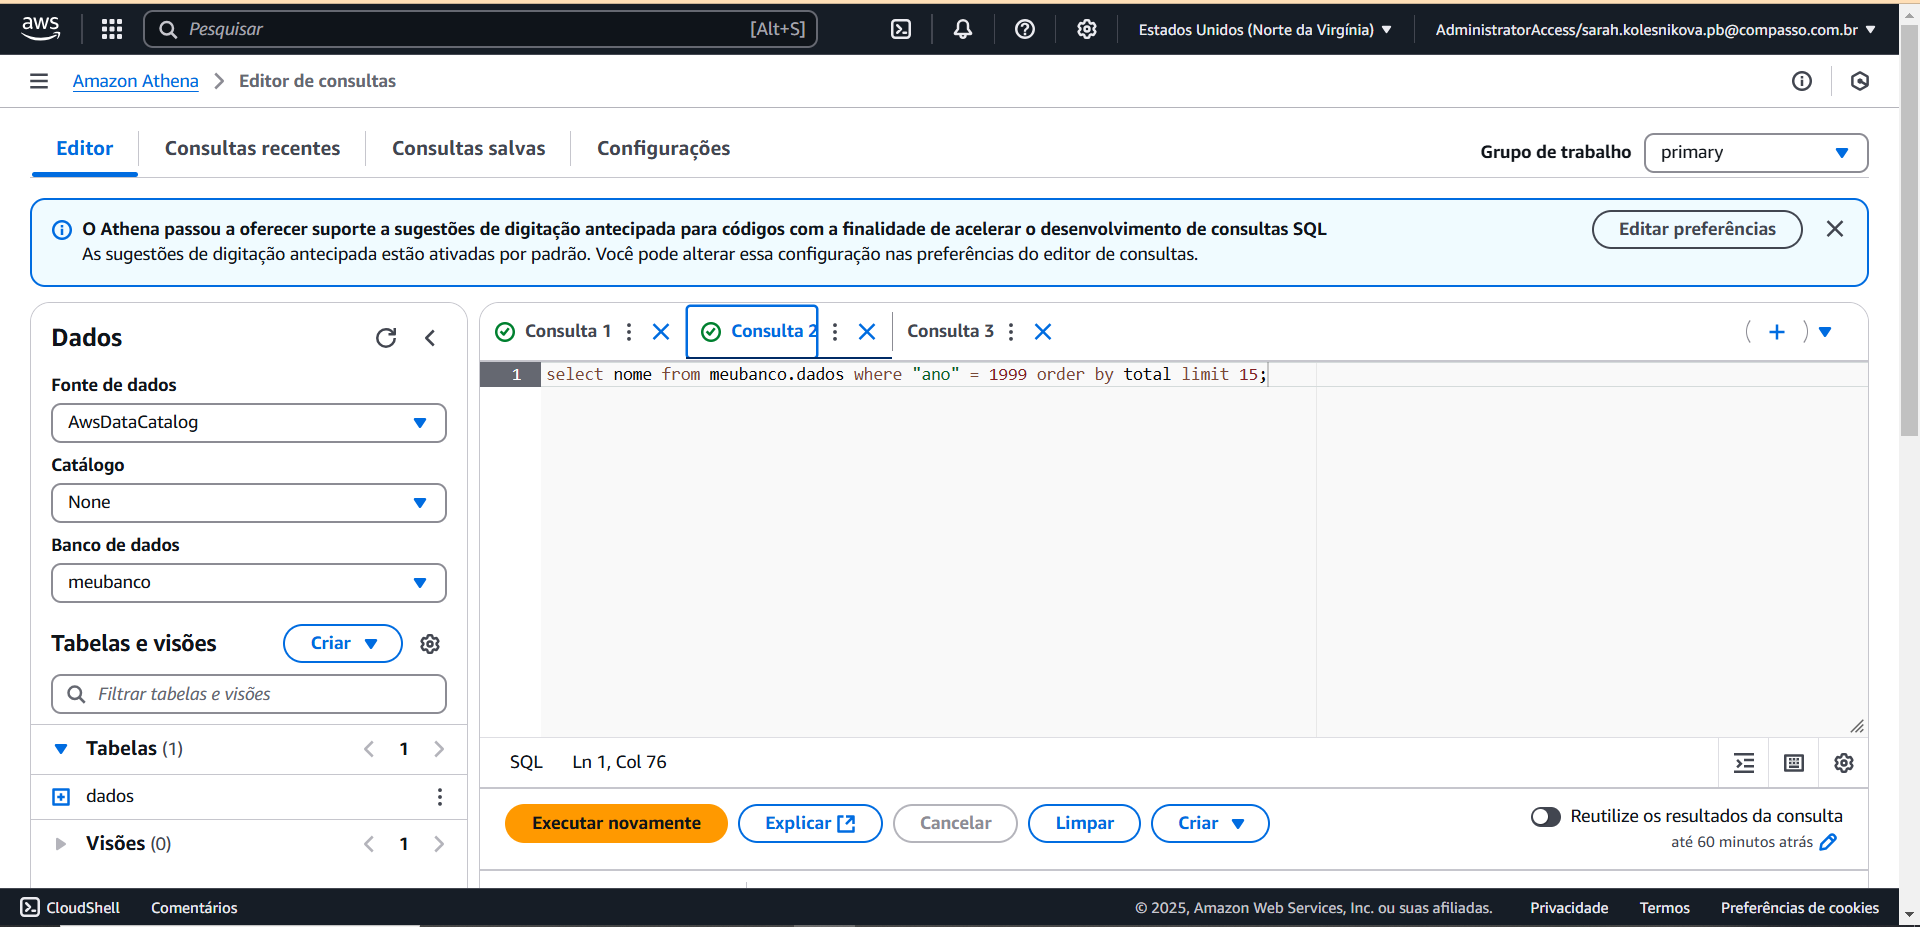 aws
Pesquisar [Alt+S]
Estados Unidos (Norte da Virgínia)
AdministratorAccess/sarah.kolesnikova.pb@compasso.com.br
Amazon Athena > Editor de consultas
Editor
Consultas recentes
Consultas salvas
Configurações
Grupo de trabalho
primary
O Athena passou a oferecer suporte a sugestões de digitação antecipada para códigos com a finalidade de acelerar o desenvolvimento de consultas SQL
As sugestões de digitação antecipada estão ativadas por padrão. Você pode alterar essa configuração nas preferências do editor de consultas.
Editar preferências
Dados
Fonte de dados
AwsDataCatalog
Catálogo
None
Banco de dados
meubanco
Tabelas e visões
Criar
Filtrar tabelas e visões
Tabelas (1)
1
dados
Visões (0)
1
Consulta 1
Consulta 2
Consulta 3
1 select nome from meubanco.dados where "ano" = 1999 order by total limit 15;
SQL
Ln 1, Col 76
Executar novamente
Explicar
Cancelar
Limpar
Criar
Reutilize os resultados da consulta
até 60 minutos atrás
CloudShell
Comentários
© 2025, Amazon Web Services, Inc. ou suas afiliadas.
Privacidade
Termos
Preferências de cookies